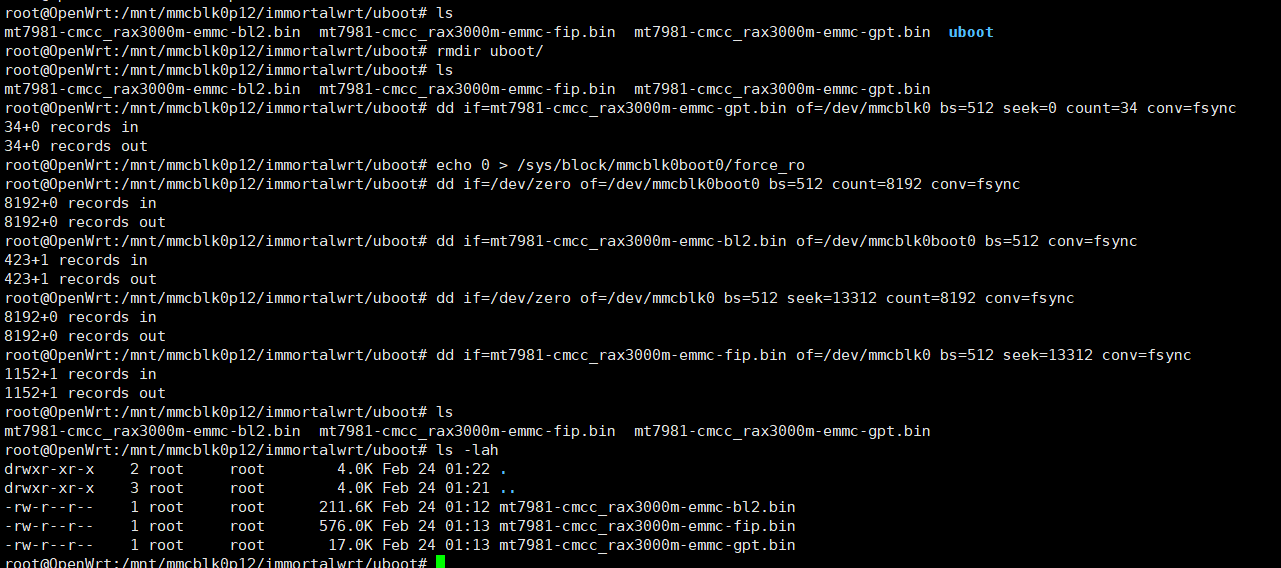 root@OpenWrt:/mnt/mmcblk0p12/immortalwrt/uboot# ls
mt7981-cmcc_rax3000m-emmc-bl2.bin  mt7981-cmcc_rax3000m-emmc-fip.bin  mt7981-cmcc_rax3000m-emmc-gpt.bin  uboot
root@OpenWrt:/mnt/mmcblk0p12/immortalwrt/uboot# rmdir uboot/
root@OpenWrt:/mnt/mmcblk0p12/immortalwrt/uboot# ls
mt7981-cmcc_rax3000m-emmc-bl2.bin  mt7981-cmcc_rax3000m-emmc-fip.bin  mt7981-cmcc_rax3000m-emmc-gpt.bin
root@OpenWrt:/mnt/mmcblk0p12/immortalwrt/uboot# dd if=mt7981-cmcc_rax3000m-emmc-gpt.bin of=/dev/mmcblk0 bs=512 seek=0 count=34 conv=fsync
34+0 records in
34+0 records out
root@OpenWrt:/mnt/mmcblk0p12/immortalwrt/uboot# echo 0 > /sys/block/mmcblk0boot0/force_ro
root@OpenWrt:/mnt/mmcblk0p12/immortalwrt/uboot# dd if=/dev/zero of=/dev/mmcblk0boot0 bs=512 count=8192 conv=fsync
8192+0 records in
8192+0 records out
root@OpenWrt:/mnt/mmcblk0p12/immortalwrt/uboot# dd if=mt7981-cmcc_rax3000m-emmc-bl2.bin of=/dev/mmcblk0boot0 bs=512 conv=fsync
423+1 records in
423+1 records out
root@OpenWrt:/mnt/mmcblk0p12/immortalwrt/uboot# dd if=/dev/zero of=/dev/mmcblk0 bs=512 seek=13312 count=8192 conv=fsync
8192+0 records in
8192+0 records out
root@OpenWrt:/mnt/mmcblk0p12/immortalwrt/uboot# dd if=mt7981-cmcc_rax3000m-emmc-fip.bin of=/dev/mmcblk0 bs=512 seek=13312 conv=fsync
1152+1 records in
1152+1 records out
root@OpenWrt:/mnt/mmcblk0p12/immortalwrt/uboot# ls
mt7981-cmcc_rax3000m-emmc-bl2.bin  mt7981-cmcc_rax3000m-emmc-fip.bin  mt7981-cmcc_rax3000m-emmc-gpt.bin
root@OpenWrt:/mnt/mmcblk0p12/immortalwrt/uboot# ls -lah
drwxr-xr-x    2 root     root        4.0K Feb 24 01:22 .
drwxr-xr-x    3 root     root        4.0K Feb 24 01:21 ..
-rw-r--r--    1 root     root      211.6K Feb 24 01:12 mt7981-cmcc_rax3000m-emmc-bl2.bin
-rw-r--r--    1 root     root      576.0K Feb 24 01:13 mt7981-cmcc_rax3000m-emmc-fip.bin
-rw-r--r--    1 root     root       17.0K Feb 24 01:13 mt7981-cmcc_rax3000m-emmc-gpt.bin
root@OpenWrt:/mnt/mmcblk0p12/immortalwrt/uboot#